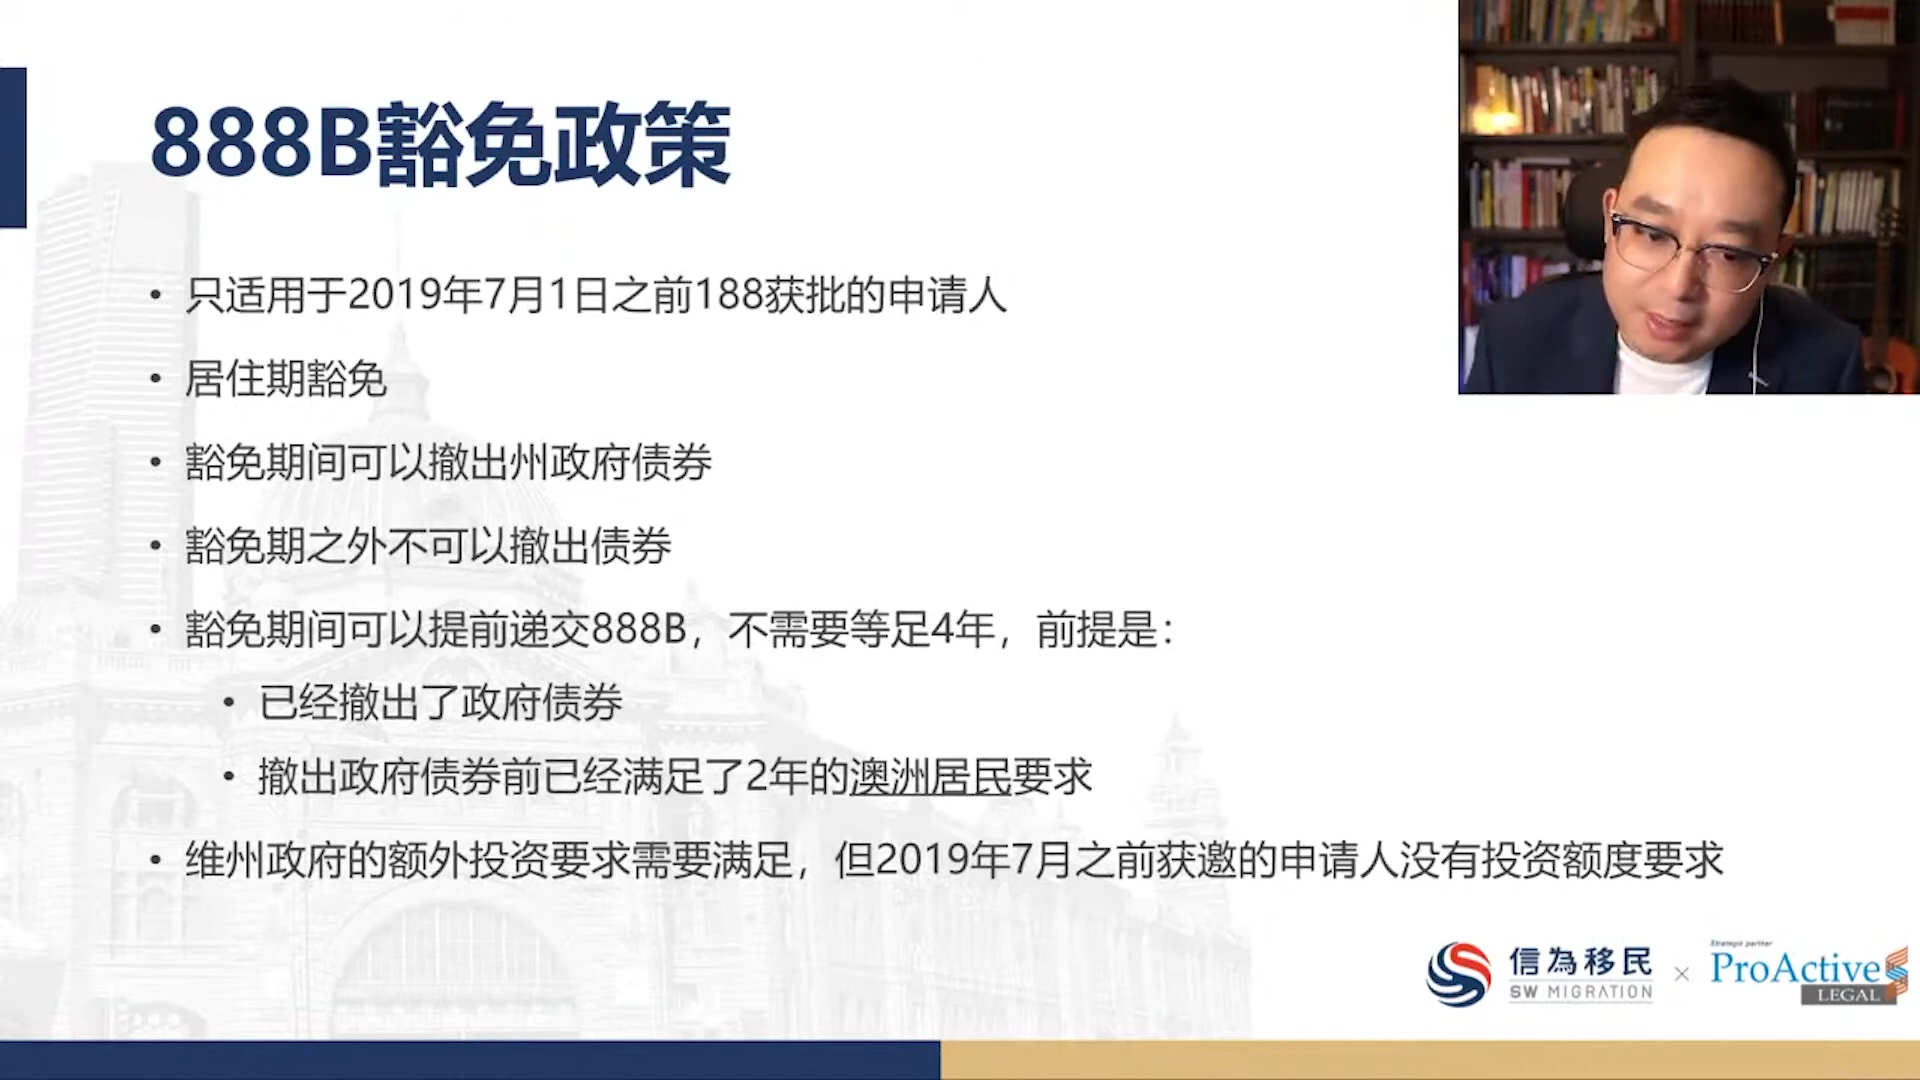 888B豁免政策
• 只适用于2019年7月1日之前188获批的申请人
• 居住期豁免
• 豁免期间可以撤出州政府债券
• 豁免期之外不可以撤出债券
• 豁免期间可以提前递交888B，不需要等足4年，前提是：
• 已经撤出了政府债券
• 撤出政府债券前已经满足了2年的澳洲居民要求
• 维州政府的额外投资要求需要满足，但2019年7月之前获邀的申请人没有投资额度要求
信為移民
SW MIGRATION
×
Strategic partner
ProActive
LEGAL